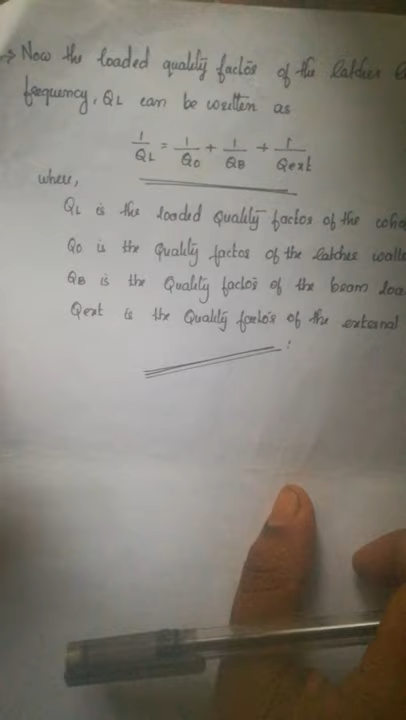 → Now the loaded quality factor of the catcher
frequency, QL can be written as
1/QL = 1/Q0 + 1/QB + 1/Qext
where,
QL is the loaded Quality factor of the
Q0 is the Quality factor of the catcher walls
QB is the Quality factor of the beam
Qext is the Quality factor of the external